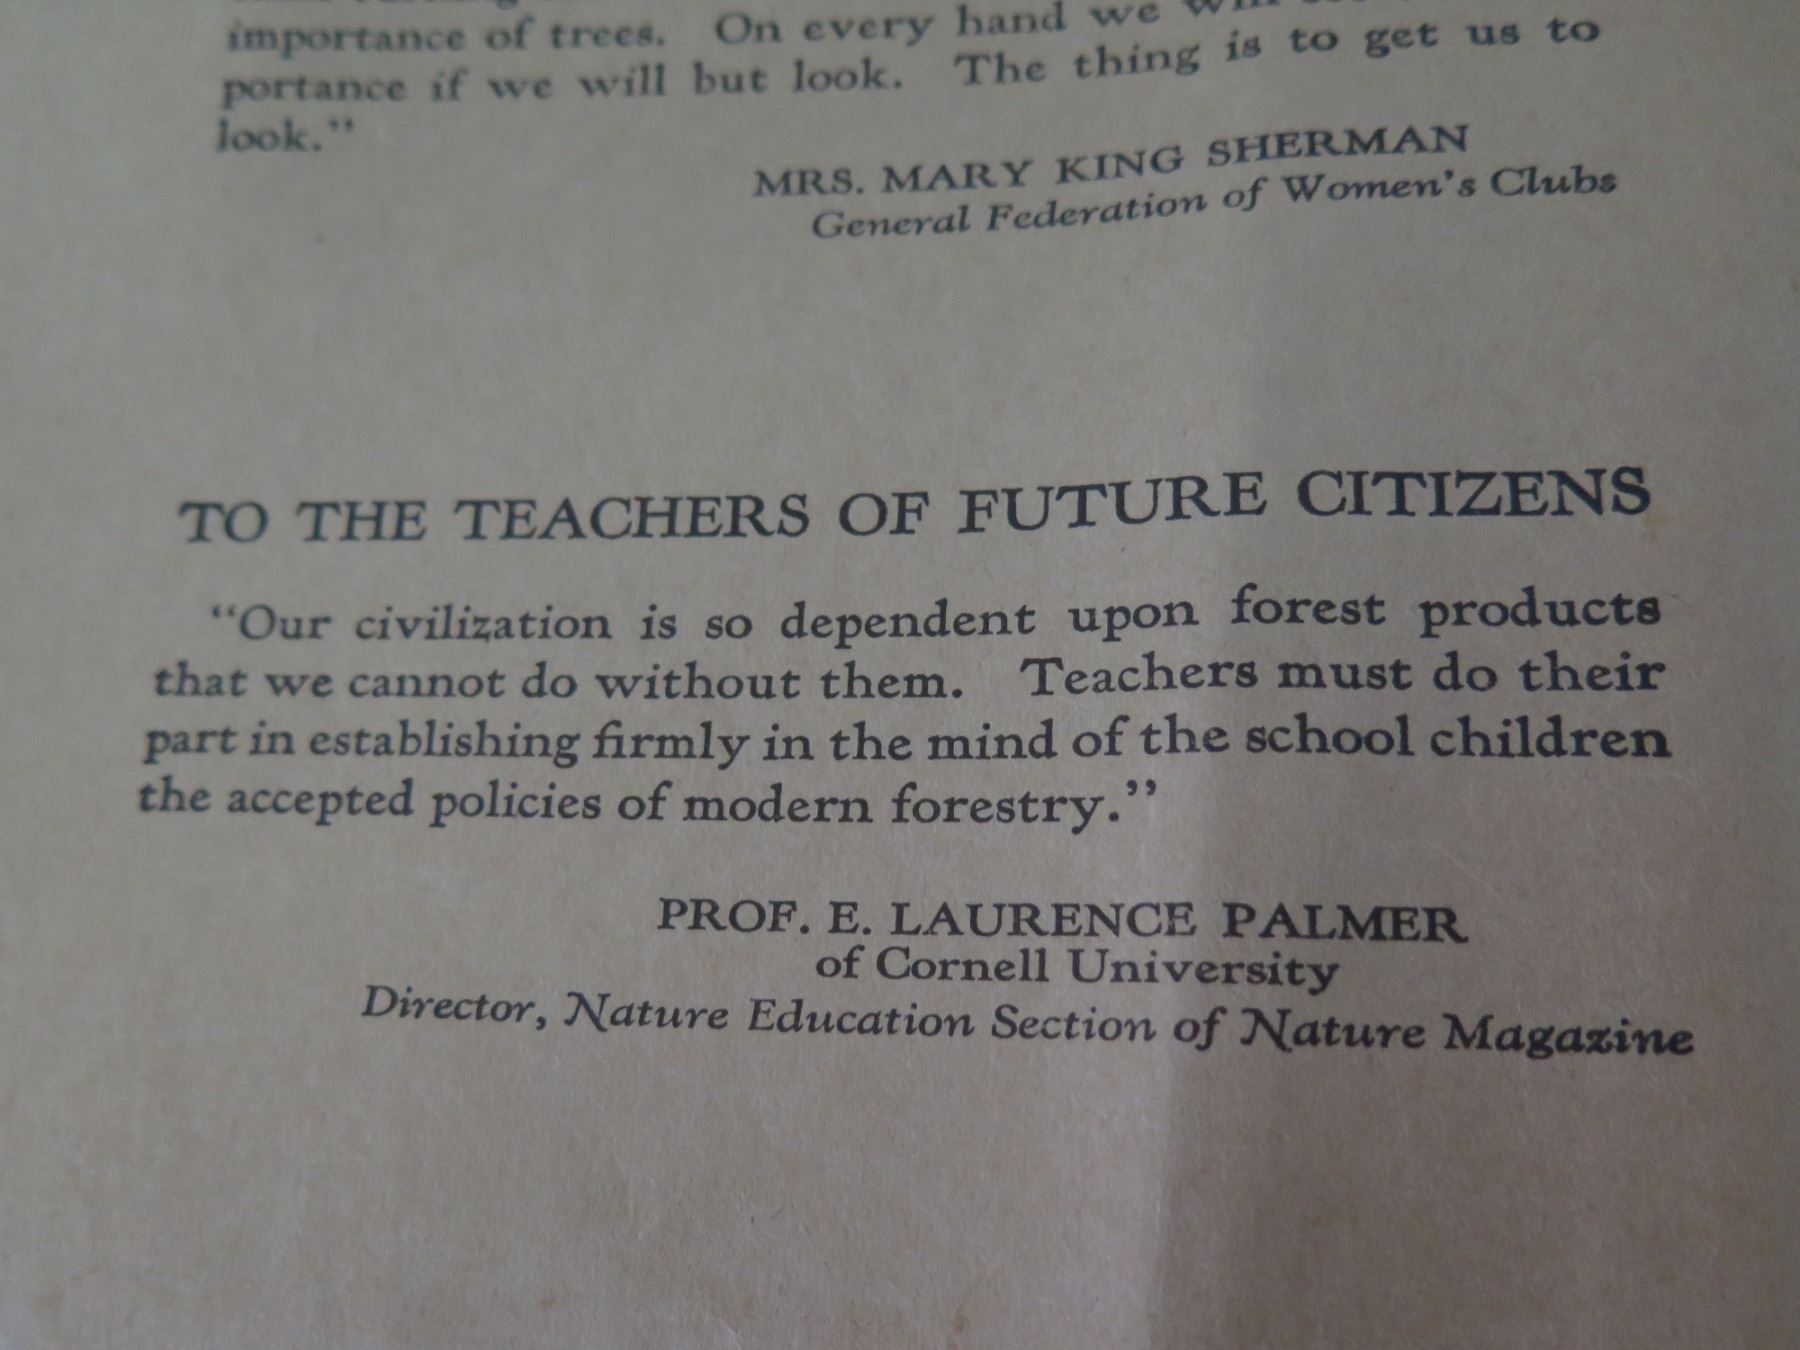 importance of trees. On every hand we
portance if we will but look. The thing is to get us to
look."
MRS. MARY KING SHERMAN
General Federation of Women's Clubs
TO THE TEACHERS OF FUTURE CITIZENS
"Our civilization is so dependent upon forest products
that we cannot do without them. Teachers must do their
part in establishing firmly in the mind of the school children
the accepted policies of modern forestry."
PROF. E. LAURENCE PALMER
of Cornell University
Director, Nature Education Section of Nature Magazine